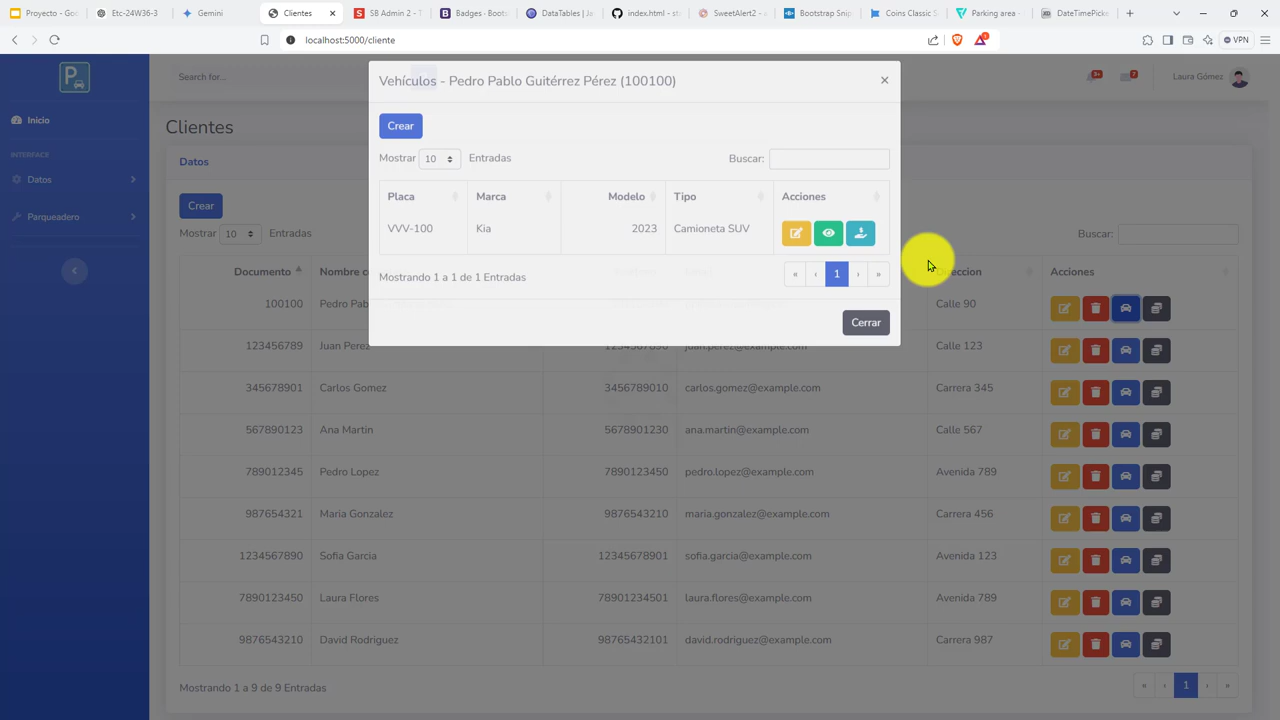 Proyecto - Go
Etc-24W36-3
Gemini
Clientes
SB Admin 2 - T
Badges - Boots
DataTables | Ja
index.html - st
SweetAlert2 - a
Bootstrap Snip
Coins Classic S
Parking area -
DateTimePicke
localhost:5000/cliente
VPN
P
Search for...
9+
7
Laura Gómez
Inicio
INTERFACE
Datos
Parqueadero
Clientes
Datos
Crear
Mostrar 10 Entradas
Buscar:
Documento Nombre c Direccion Acciones
100100 Pedro Pab Calle 90
123456789 Juan Perez 1234567890 juan.perez@example.com Calle 123
345678901 Carlos Gomez 3456789010 carlos.gomez@example.com Carrera 345
567890123 Ana Martin 5678901230 ana.martin@example.com Calle 567
789012345 Pedro Lopez 7890123450 pedro.lopez@example.com Avenida 789
987654321 Maria Gonzalez 9876543210 maria.gonzalez@example.com Carrera 456
1234567890 Sofia Garcia 12345678901 sofia.garcia@example.com Avenida 123
7890123450 Laura Flores 78901234501 laura.flores@example.com Avenida 789
9876543210 David Rodriguez 98765432101 david.rodriguez@example.com Carrera 987
Mostrando 1 a 9 de 9 Entradas
« ‹ 1 › »
Vehículos - Pedro Pablo Guitérrez Pérez (100100)
×
Crear
Mostrar 10 Entradas
Buscar:
Placa Marca Modelo Tipo Acciones
VVV-100 Kia 2023 Camioneta SUV
Mostrando 1 a 1 de 1 Entradas
« ‹ 1 › »
Cerrar